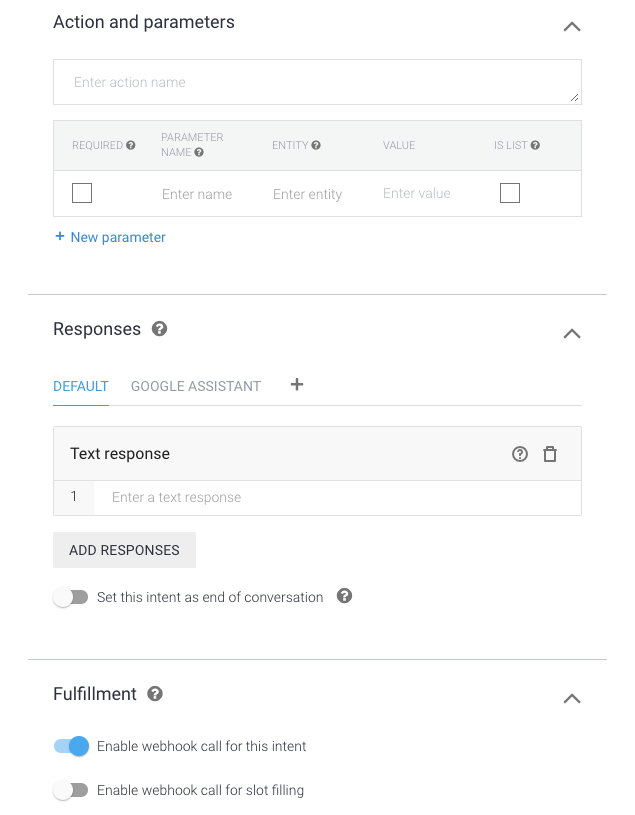 Action and parameters
Enter action name
REQUIRED PARAMETER NAME ENTITY VALUE IS LIST
Enter name Enter entity Enter value
+ New parameter
Responses
DEFAULT GOOGLE ASSISTANT +
Text response
1 Enter a text response
ADD RESPONSES
Set this intent as end of conversation
Fulfillment
Enable webhook call for this intent
Enable webhook call for slot filling